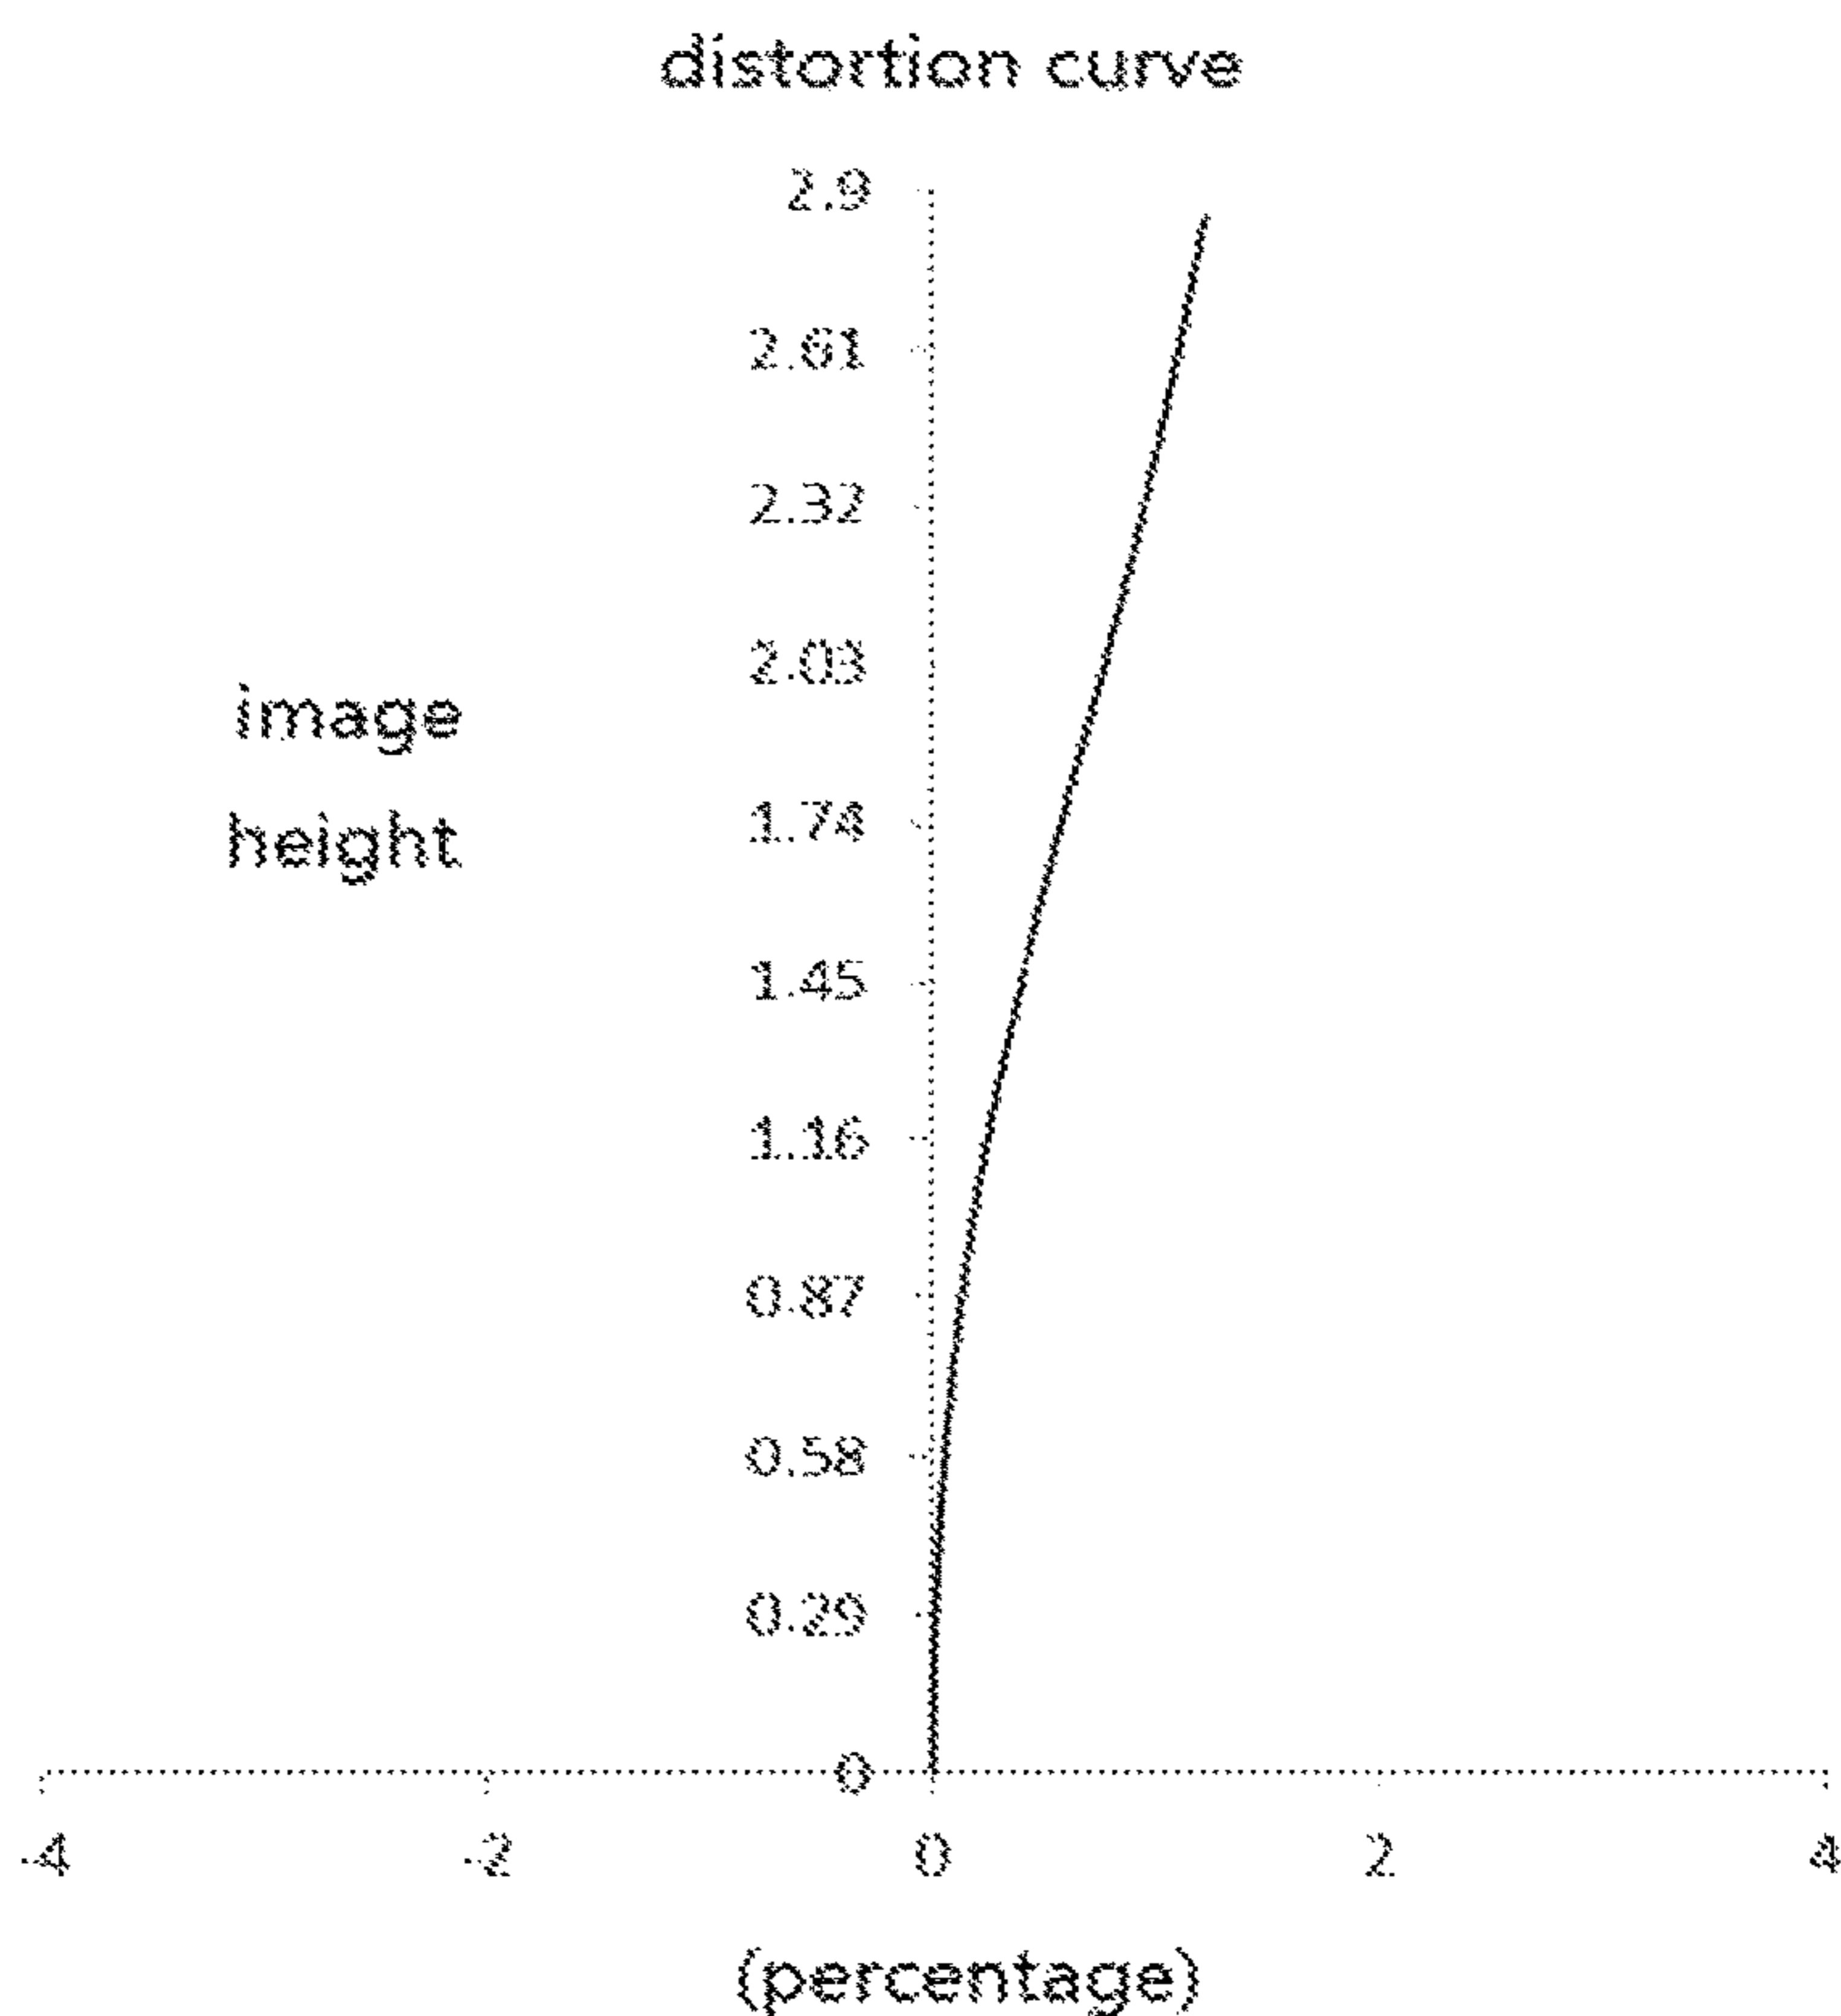 distortion curve
2.9
2.61
2.32
2.03
image
1.74
height
1.45
1.16
0.87
0.58
0.29
0
-4 -2 0 2 4
(percentage)